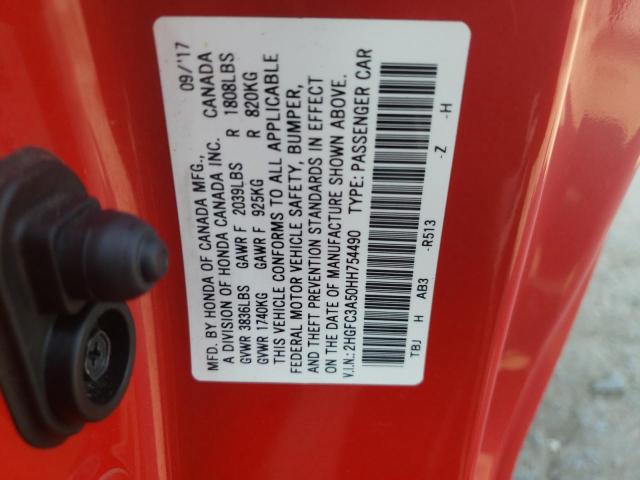 MFD. BY HONDA OF CANADA MFG., 09/'17
A DIVISION OF HONDA CANADA INC. CANADA
GVWR 3836LBS GAWR F 2039LBS R 1808LBS
GVWR 1740KG GAWR F 925KG R 820KG
THIS VEHICLE CONFORMS TO ALL APPLICABLE
FEDERAL MOTOR VEHICLE SAFETY, BUMPER,
AND THEFT PREVENTION STANDARDS IN EFFECT
ON THE DATE OF MANUFACTURE SHOWN ABOVE.
V.I.N.: 2HGFC3A50HH754490 TYPE: PASSENGER CAR
TBJ H AB3 -R513 -Z -H